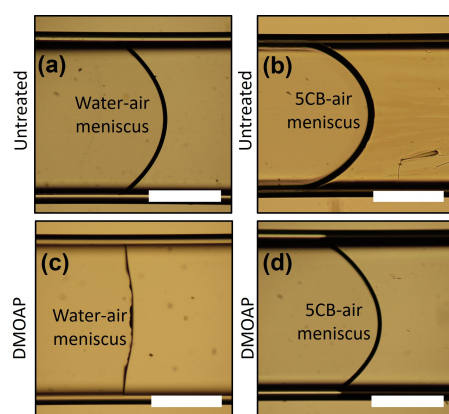 Untreated
(a)
Water-air
meniscus
Untreated
(b)
5CB-air
meniscus
DMOAP
(c)
Water-air
meniscus
DMOAP
(d)
5CB-air
meniscus